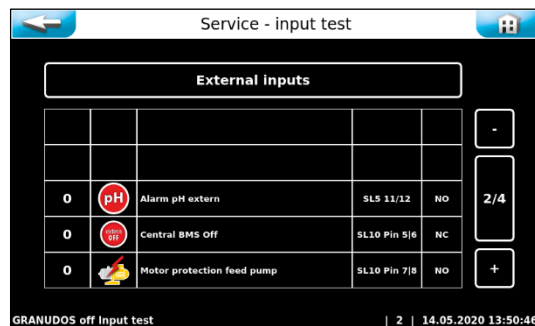 Service - input test
External inputs
-
0 pH Alarm pH extern SL5 11/12 NO 2/4
0 extern OFF Central BMS Off SL10 Pin 5|6 NC
0 Motor protection feed pump SL10 Pin 7|8 NO +
GRANUDOS off Input test | 2 | 14.05.2020 13:50:46